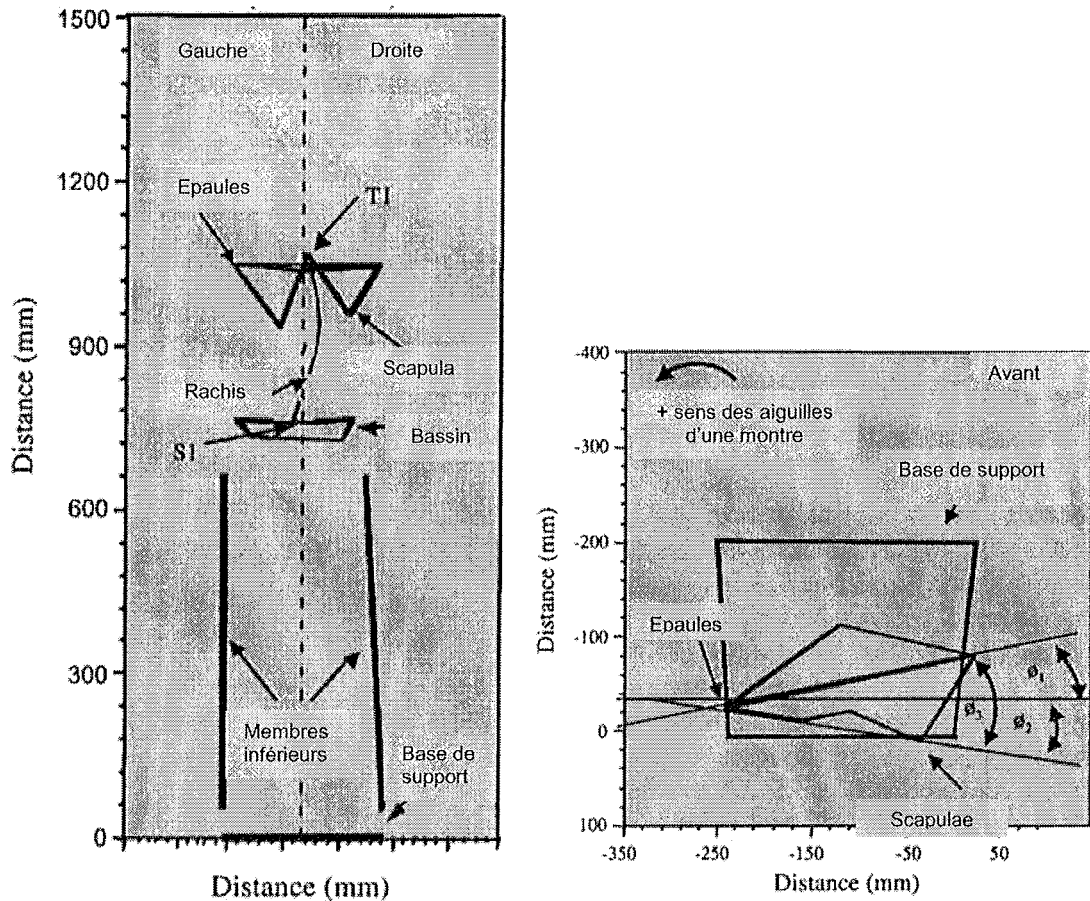 1500
Gauche
Droite
1200
Epaules
T1
900
Scapula
Rachis
Bassin
S1
600
300
Membres
inférieurs
Base de
support
0
Distance (mm)
Distance (mm)
-400
Avant
+ sens des aiguilles
d'une montre
-300
Base de support
-200
Epaules
-100
ø1
ø3
ø2
0
Scapulae
100
-350
-250
-150
-50
50
Distance (mm)
Distance (mm)